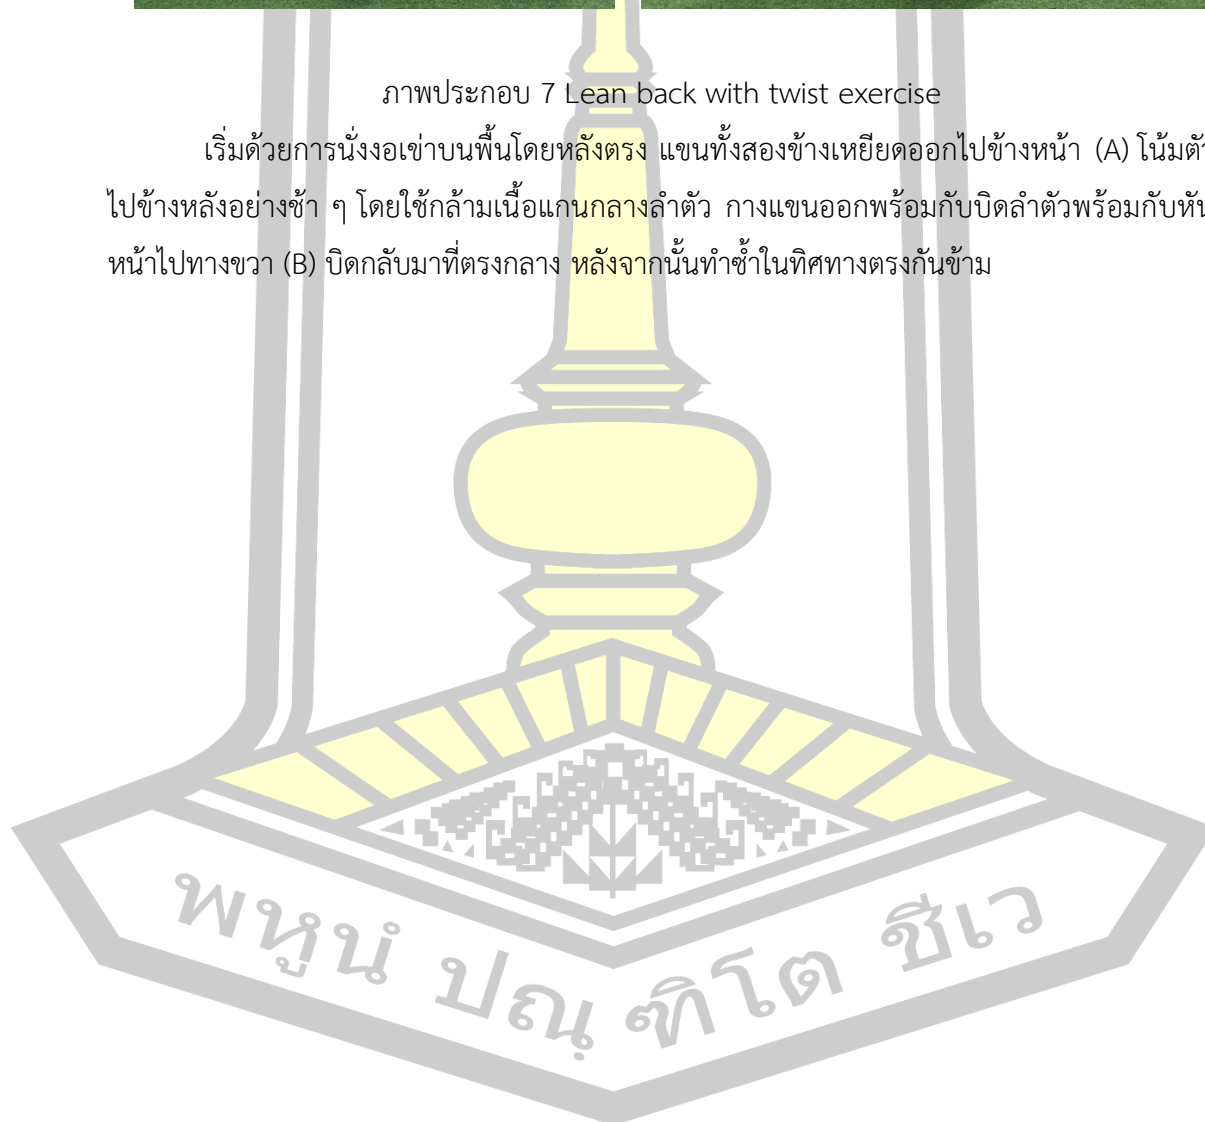 ภาพประกอบ 7 Lean back with twist exercise
เริ่มด้วยการนั่งงอเข่าบนพื้นโดยหลังตรง แขนทั้งสองข้างเหยียดออกไปข้างหน้า (A) โน้มตัว
ไปข้างหลังอย่างช้า ๆ โดยใช้กล้ามเนื้อแกนกลางลำตัว กางแขนออกพร้อมกับบิดลำตัวพร้อมกับหัน
หน้าไปทางขวา (B) บิดกลับมาที่ตรงกลาง หลังจากนั้นทำซ้ำในทิศทางตรงกันข้าม
พหูนํ ปณฺ ฑิโต ชีเว